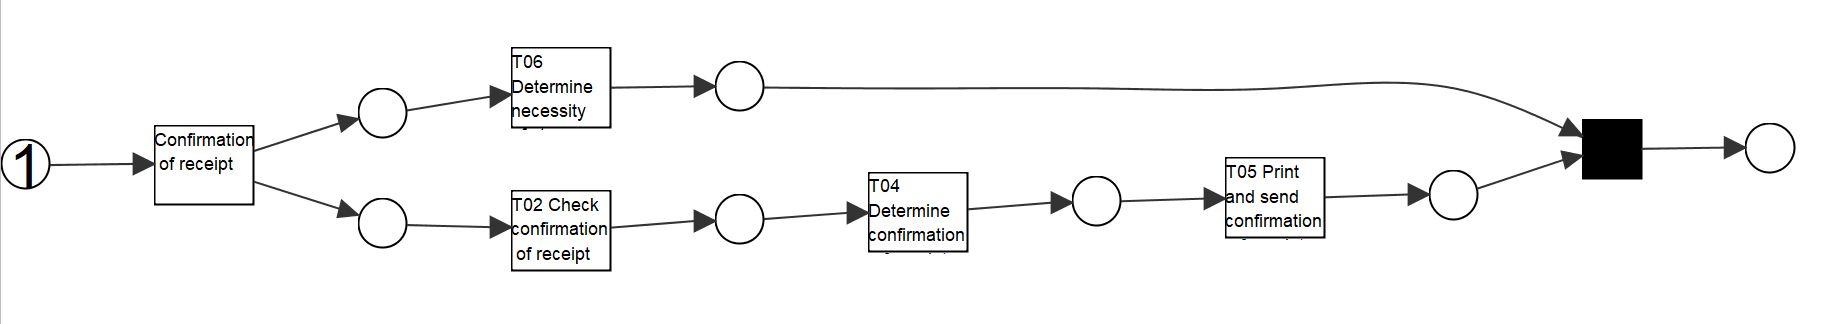 1
Confirmation
of receipt
T06
Determine
necessity
T02 Check
confirmation
of receipt
T04
Determine
confirmation
T05 Print
and send
confirmation